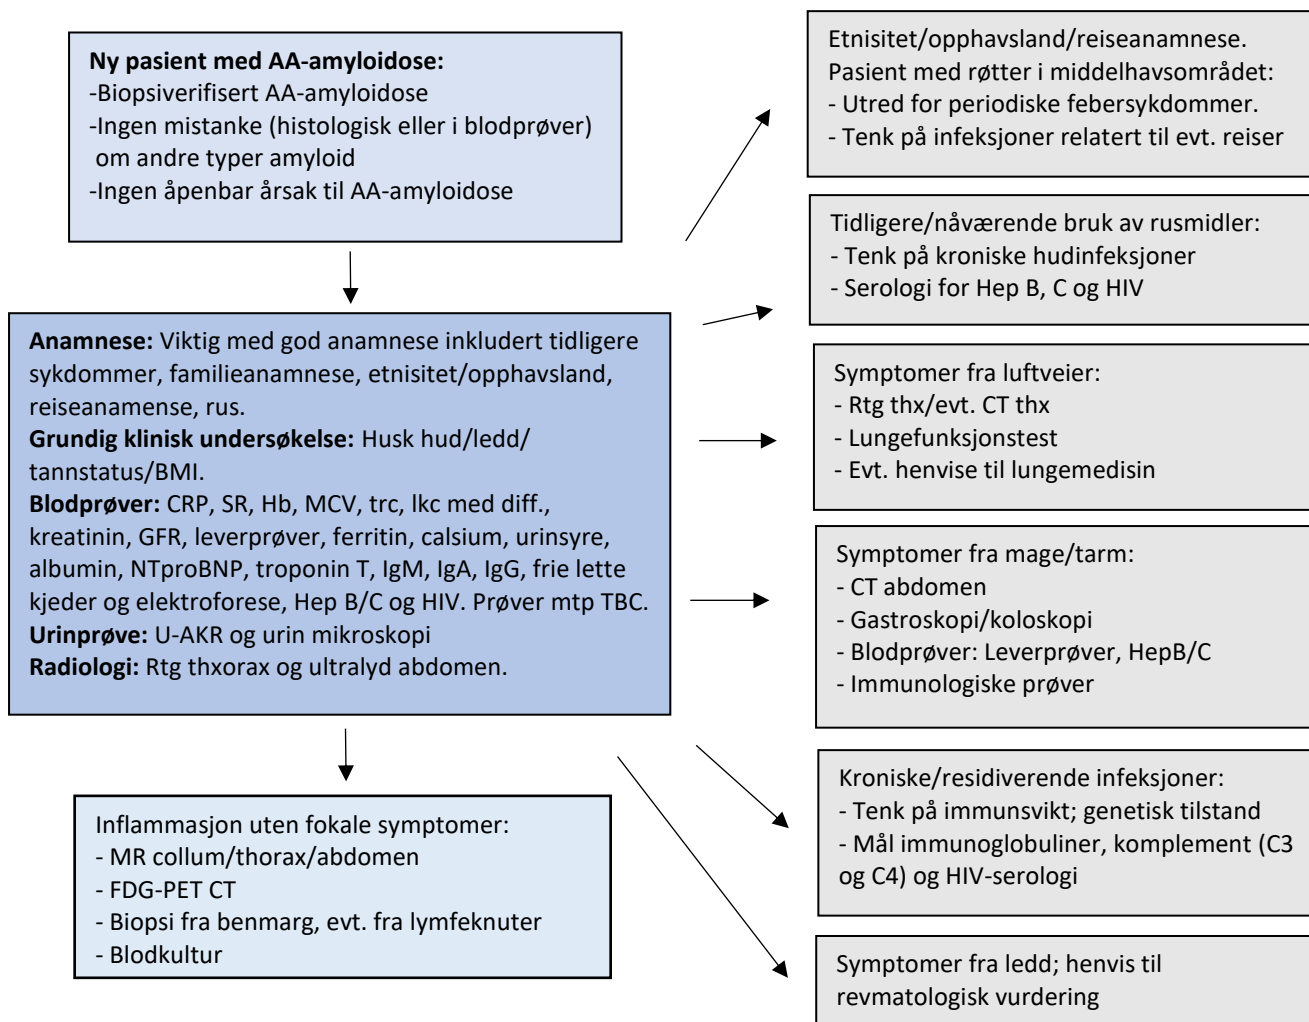 Ny pasient med AA-amyloidose:
-Biopsiverifisert AA-amyloidose
-Ingen mistanke (histologisk eller i blodprøver)
om andre typer amyloid
-Ingen åpenbar årsak til AA-amyloidose
Anamnese: Viktig med god anamnese inkludert tidligere
sykdommer, familieanamnese, etnisitet/opphavsland,
reiseanamense, rus.
Grundig klinisk undersøkelse: Husk hud/ledd/
tannstatus/BMI.
Blodprøver: CRP, SR, Hb, MCV, trc, lkc med diff.,
kreatinin, GFR, leverprøver, ferritin, calsium, urinsyre,
albumin, NTproBNP, troponin T, IgM, IgA, IgG, frie lette
kjeder og elektroforese, Hep B/C og HIV. Prøver mtp TBC.
Urinprøve: U-AKR og urin mikroskopi
Radiologi: Rtg thxorax og ultralyd abdomen.
Inflammasjon uten fokale symptomer:
- MR collum/thorax/abdomen
- FDG-PET CT
- Biopsi fra benmarg, evt. fra lymfeknuter
- Blodkultur
Etnisitet/opphavsland/reiseanamnese.
Pasient med røtter i middelhavsområdet:
- Utred for periodiske febersykdommer.
- Tenk på infeksjoner relatert til evt. reiser
Tidligere/nåværende bruk av rusmidler:
- Tenk på kroniske hudinfeksjoner
- Serologi for Hep B, C og HIV
Symptomer fra luftveier:
- Rtg thx/evt. CT thx
- Lungefunksjonstest
- Evt. henvise til lungemedisin
Symptomer fra mage/tarm:
- CT abdomen
- Gastroskopi/koloskopi
- Blodprøver: Leverprøver, HepB/C
- Immunologiske prøver
Kroniske/residiverende infeksjoner:
- Tenk på immunsvikt; genetisk tilstand
- Mål immunoglobuliner, komplement (C3
og C4) og HIV-serologi
Symptomer fra ledd; henvis til
revmatologisk vurdering